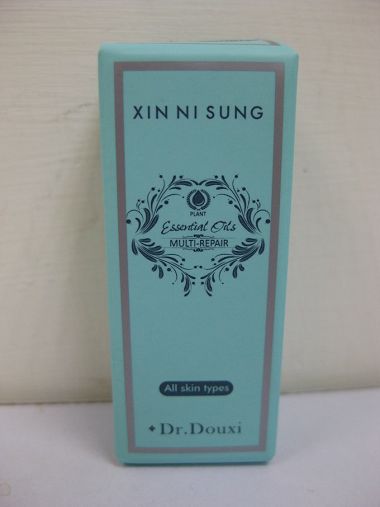 XIN NI SUNG
PLANT
Essential Oils
MULTI-REPAIR
All skin types
Dr.Douxi